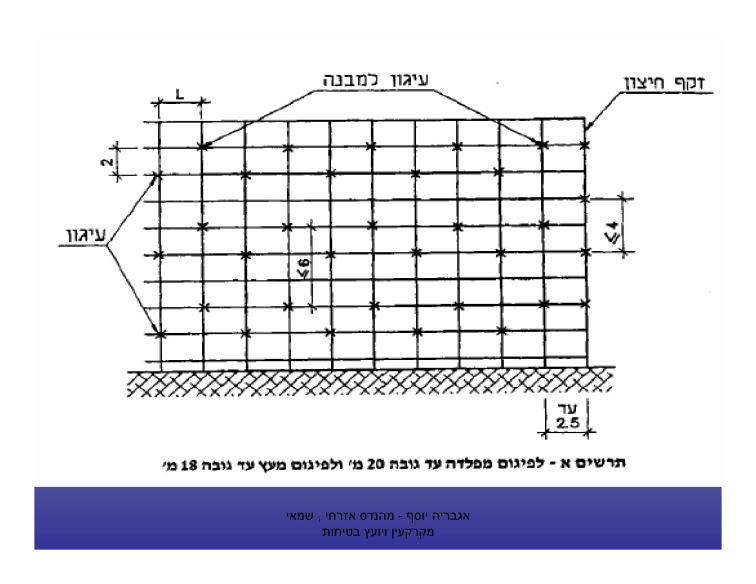 עיגון למבנה
זקף חיצון
L
2
עיגון
≤6
≤4
עד
2.5
תרשים א - לפיגום מפלדה עד גובה 20 מ' ולפיגום מעץ עד גובה 18 מ'
אגבריה יוסף - מהנדס אזרחי , שמאי
מקרקעין ויועץ בטיחות